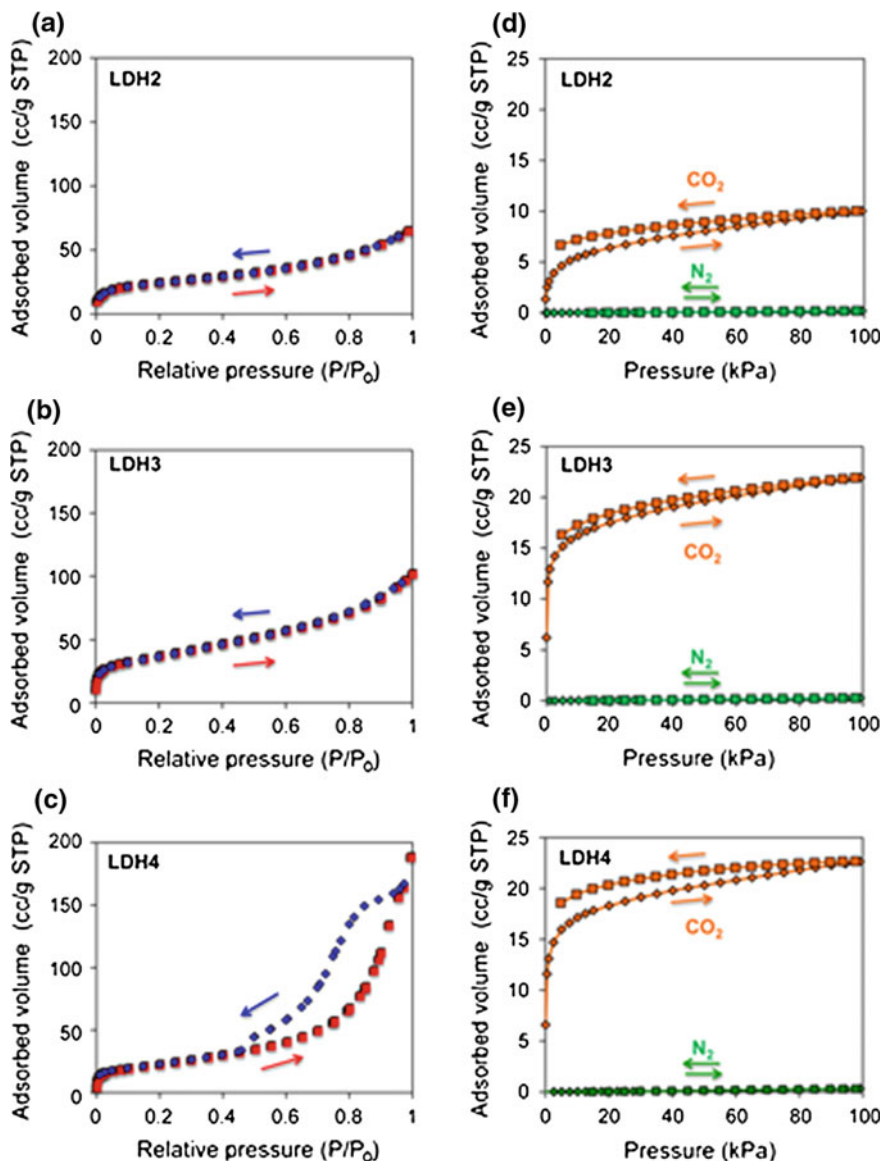 (a)
200
150
100
50
0
LDH2
Adsorbed volume (cc/g STP)
0 0.2 0.4 0.6 0.8 1
Relative pressure (P/P₀)
(d)
25
20
15
10
5
0
LDH2
CO₂
N₂
Adsorbed volume (cc/g STP)
0 20 40 60 80 100
Pressure (kPa)
(b)
200
150
100
50
0
LDH3
Adsorbed volume (cc/g STP)
0 0.2 0.4 0.6 0.8 1
Relative pressure (P/P₀)
(e)
25
20
15
10
5
0
LDH3
CO₂
N₂
Adsorbed volume (cc/g STP)
0 20 40 60 80 100
Pressure (kPa)
(c)
200
150
100
50
0
LDH4
Adsorbed volume (cc/g STP)
0 0.2 0.4 0.6 0.8 1
Relative pressure (P/P₀)
(f)
25
20
15
10
5
0
LDH4
CO₂
N₂
Adsorbed volume (cc/g STP)
0 20 40 60 80 100
Pressure (kPa)